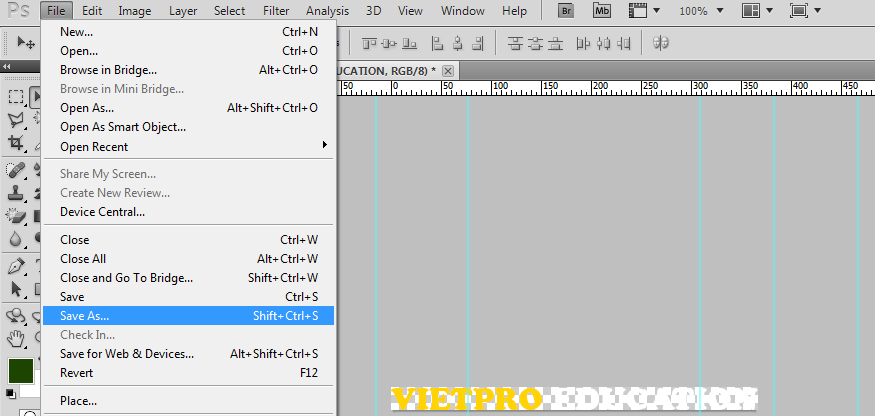 Ps File Edit Image Layer Select Filter Analysis 3D View Window Help Br Mb 100%
New... Ctrl+N
Open... Ctrl+O
Browse in Bridge... Alt+Ctrl+O
UCATION, RGB/8) * x
Browse in Mini Bridge...
50 0 50 100 150 200 250 300 350 400 450
Open As... Alt+Shift+Ctrl+O
Open As Smart Object...
Open Recent
Share My Screen...
Create New Review...
Device Central...
Close Ctrl+W
Close All Alt+Ctrl+W
Close and Go To Bridge... Shift+Ctrl+W
Save Ctrl+S
Save As... Shift+Ctrl+S
Check In...
Save for Web & Devices... Alt+Shift+Ctrl+S
Revert F12
Place...
VIETPRO EDUCATION